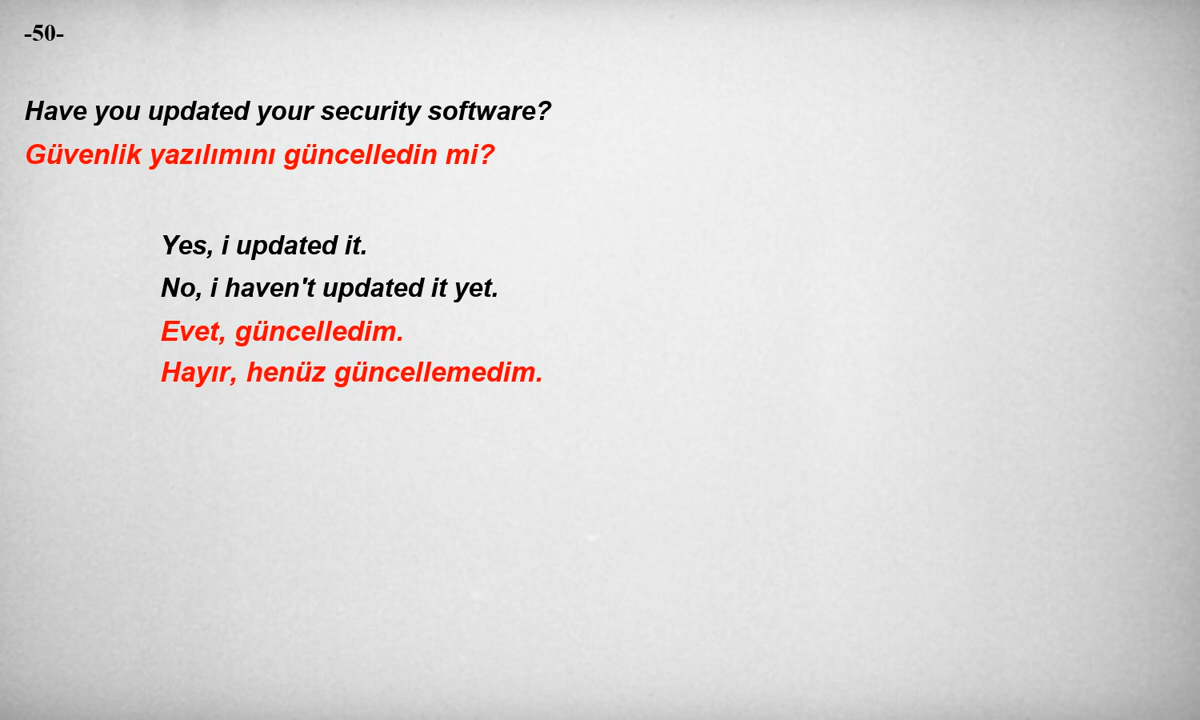 -50-
Have you updated your security software?
Güvenlik yazılımını güncelledin mi?
Yes, i updated it.
No, i haven't updated it yet.
Evet, güncelledim.
Hayır, henüz güncellemedim.